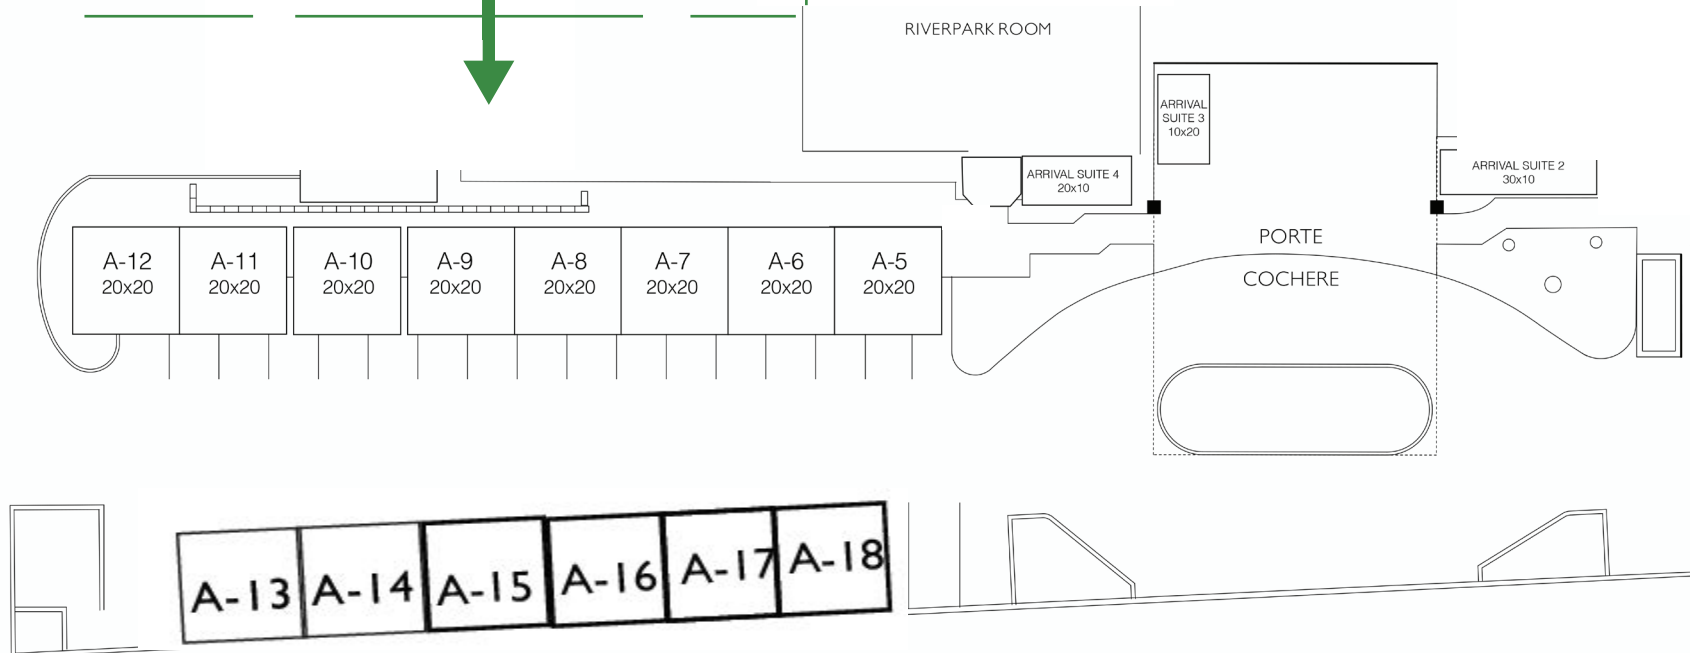 RIVERPARK ROOM
ARRIVAL
SUITE 3
10x20
ARRIVAL SUITE 4
20x10
ARRIVAL SUITE 2
30x10
PORTE
COCHERE
A-12
20x20
A-11
20x20
A-10
20x20
A-9
20x20
A-8
20x20
A-7
20x20
A-6
20x20
A-5
20x20
A-13
A-14
A-15
A-16
A-17
A-18